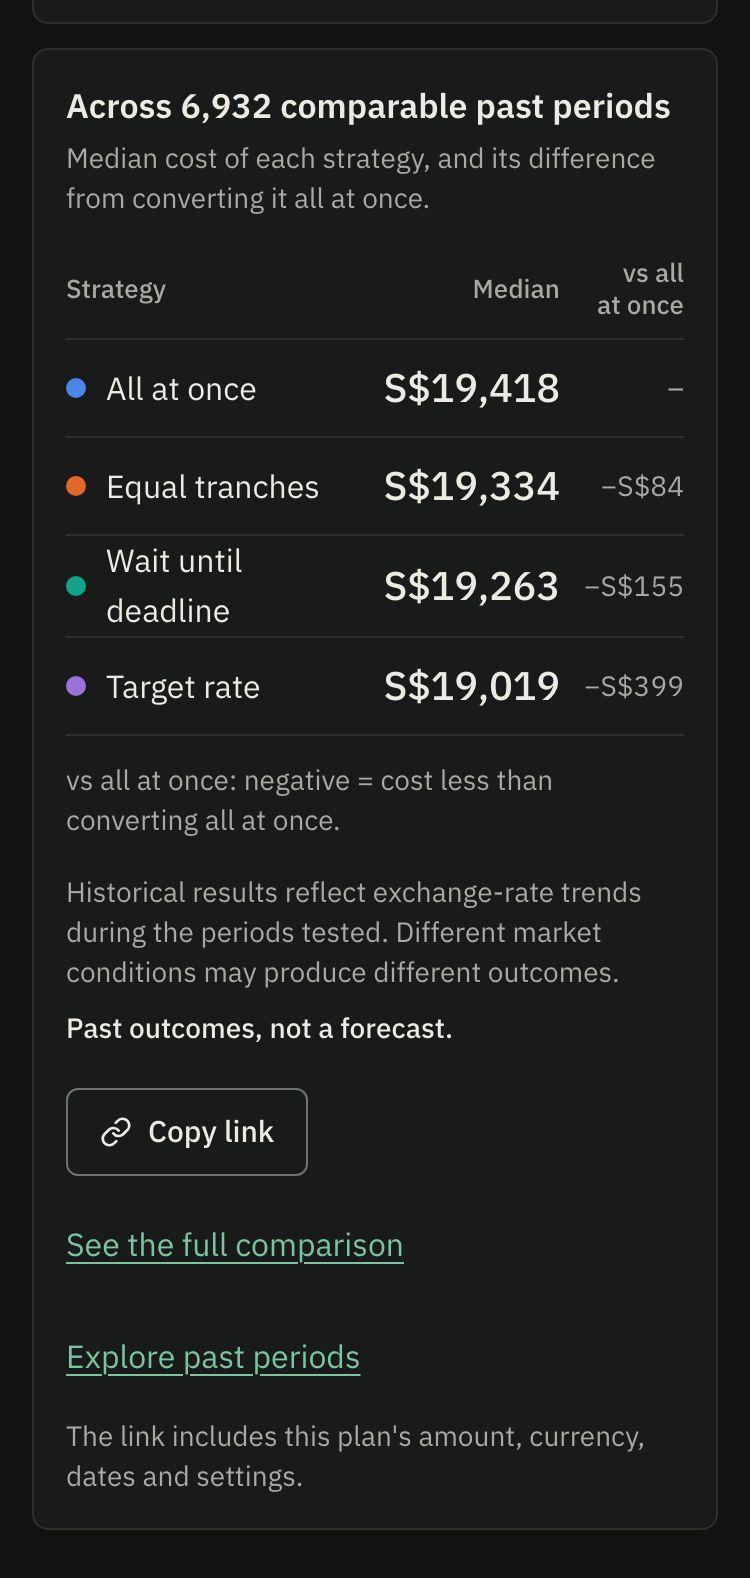 Across 6,932 comparable past periods
Median cost of each strategy, and its difference
from converting it all at once.
Strategy Median vs all
at once
All at once S$19,418 –
Equal tranches S$19,334 –S$84
Wait until
deadline S$19,263 –S$155
Target rate S$19,019 –S$399
vs all at once: negative = cost less than
converting all at once.
Historical results reflect exchange-rate trends
during the periods tested. Different market
conditions may produce different outcomes.
Past outcomes, not a forecast.
Copy link
See the full comparison
Explore past periods
The link includes this plan's amount, currency,
dates and settings.